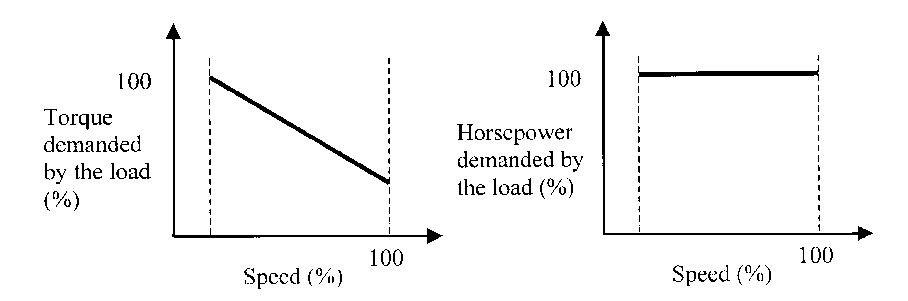 100
Torque
demanded
by the load
(%)
100
Speed (%)
100
Horsepower
demanded by
the load (%)
100
Speed (%)